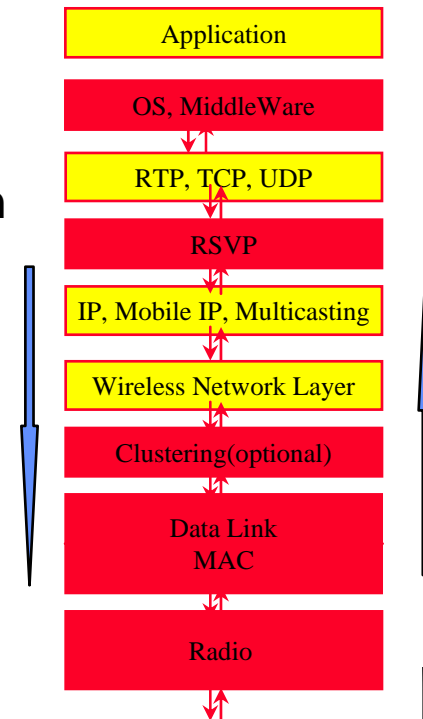 Application
OS, MiddleWare
RTP, TCP, UDP
n
RSVP
IP, Mobile IP, Multicasting
Wireless Network Layer
Clustering(optional)
Data Link
MAC
Radio